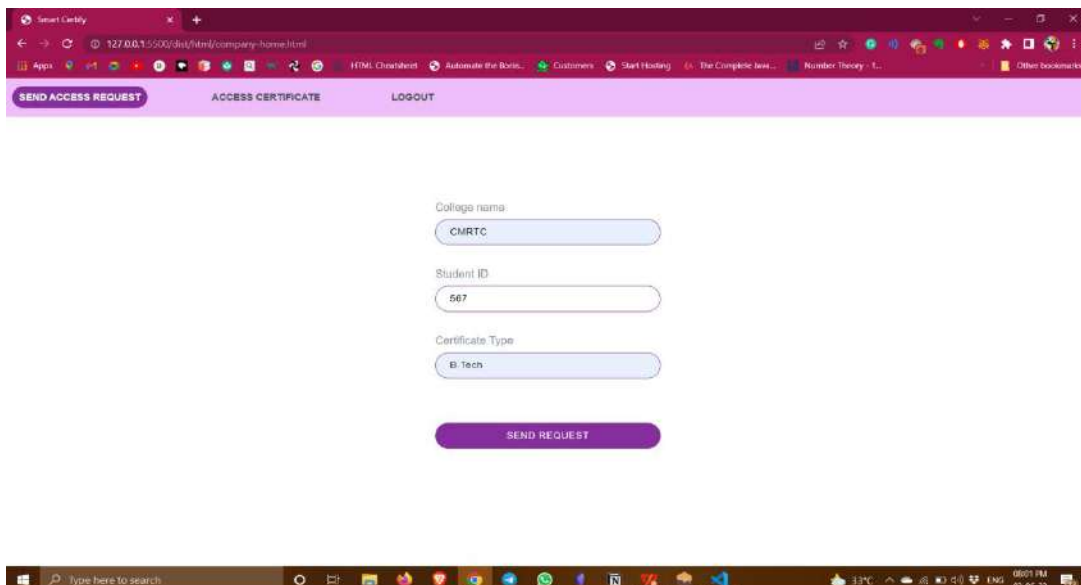 Smart Certify
127.0.0.1:5500/dist/html/company-home.html
Apps HTML Cheatsheet Automate the Borin... Customers Start Hosting The Complete Java... Number Theory - 1... Other bookmarks
SEND ACCESS REQUEST ACCESS CERTIFICATE LOGOUT
College name
CMRTC
Student ID
567
Certificate Type
B.Tech
SEND REQUEST
Type here to search 33°C ENG 08:01 PM